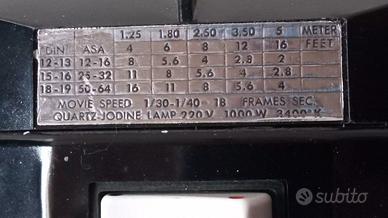 1.25 1.80 2.50 3.50 5 METER
DIN ASA 4 6 8 12 16 FEET
12-13 12-16 8 5.6 4 2.8 2
15-16 25-32 11 8 5.6 4 2.8
18-19 50-64 16 11 8 5.6 4
MOVIE SPEED 1/30-1/40 18 FRAMES SEC.
QUARTZ-JODINE LAMP 220V 1000W 3400°K
subito